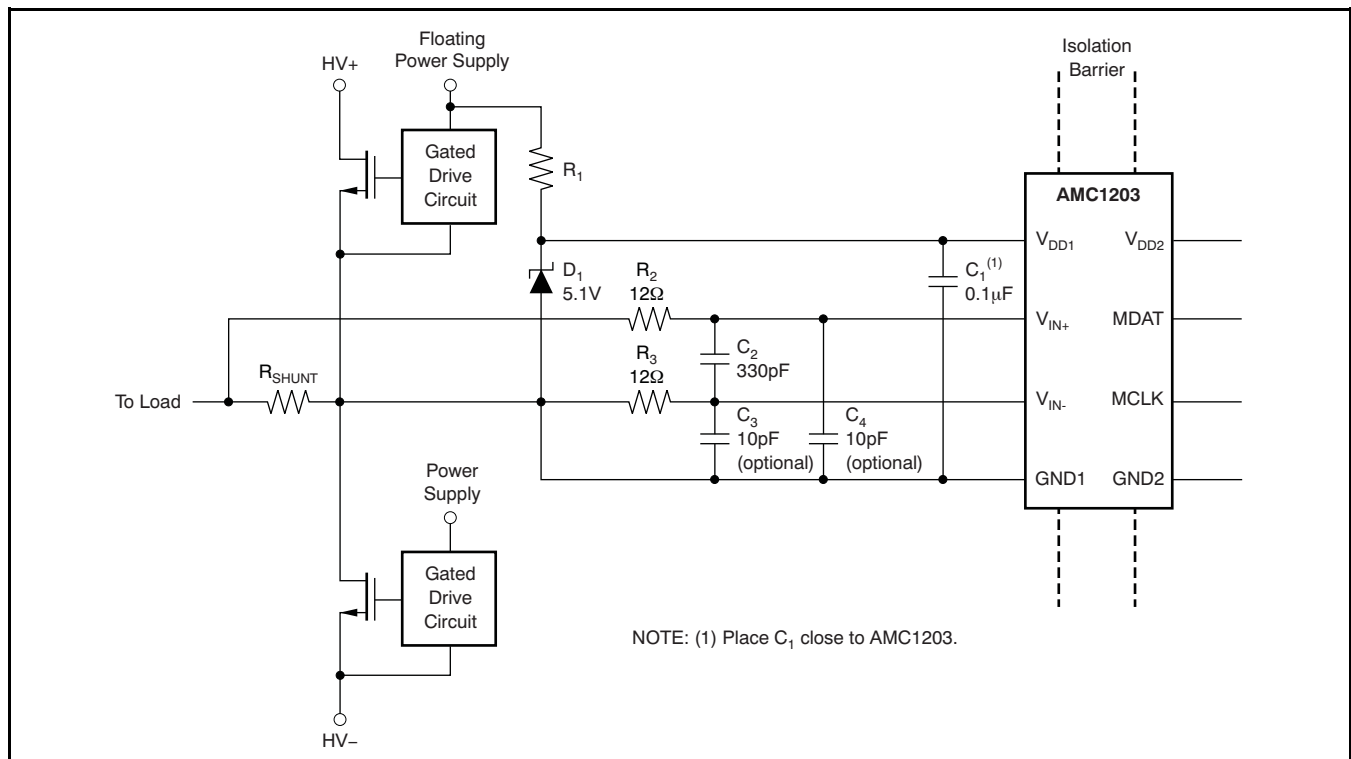 Floating
Power Supply
HV+
Isolation
Barrier
Gated
Drive
Circuit
R1
AMC1203
VDD1
VDD2
D1
5.1V
R2
12Ω
C1(1)
0.1μF
VIN+
MDAT
C2
330pF
R3
12Ω
RSHUNT
To Load
VIN-
MCLK
C3
10pF
(optional)
C4
10pF
(optional)
GND1
GND2
Power
Supply
Gated
Drive
Circuit
NOTE: (1) Place C1 close to AMC1203.
HV−